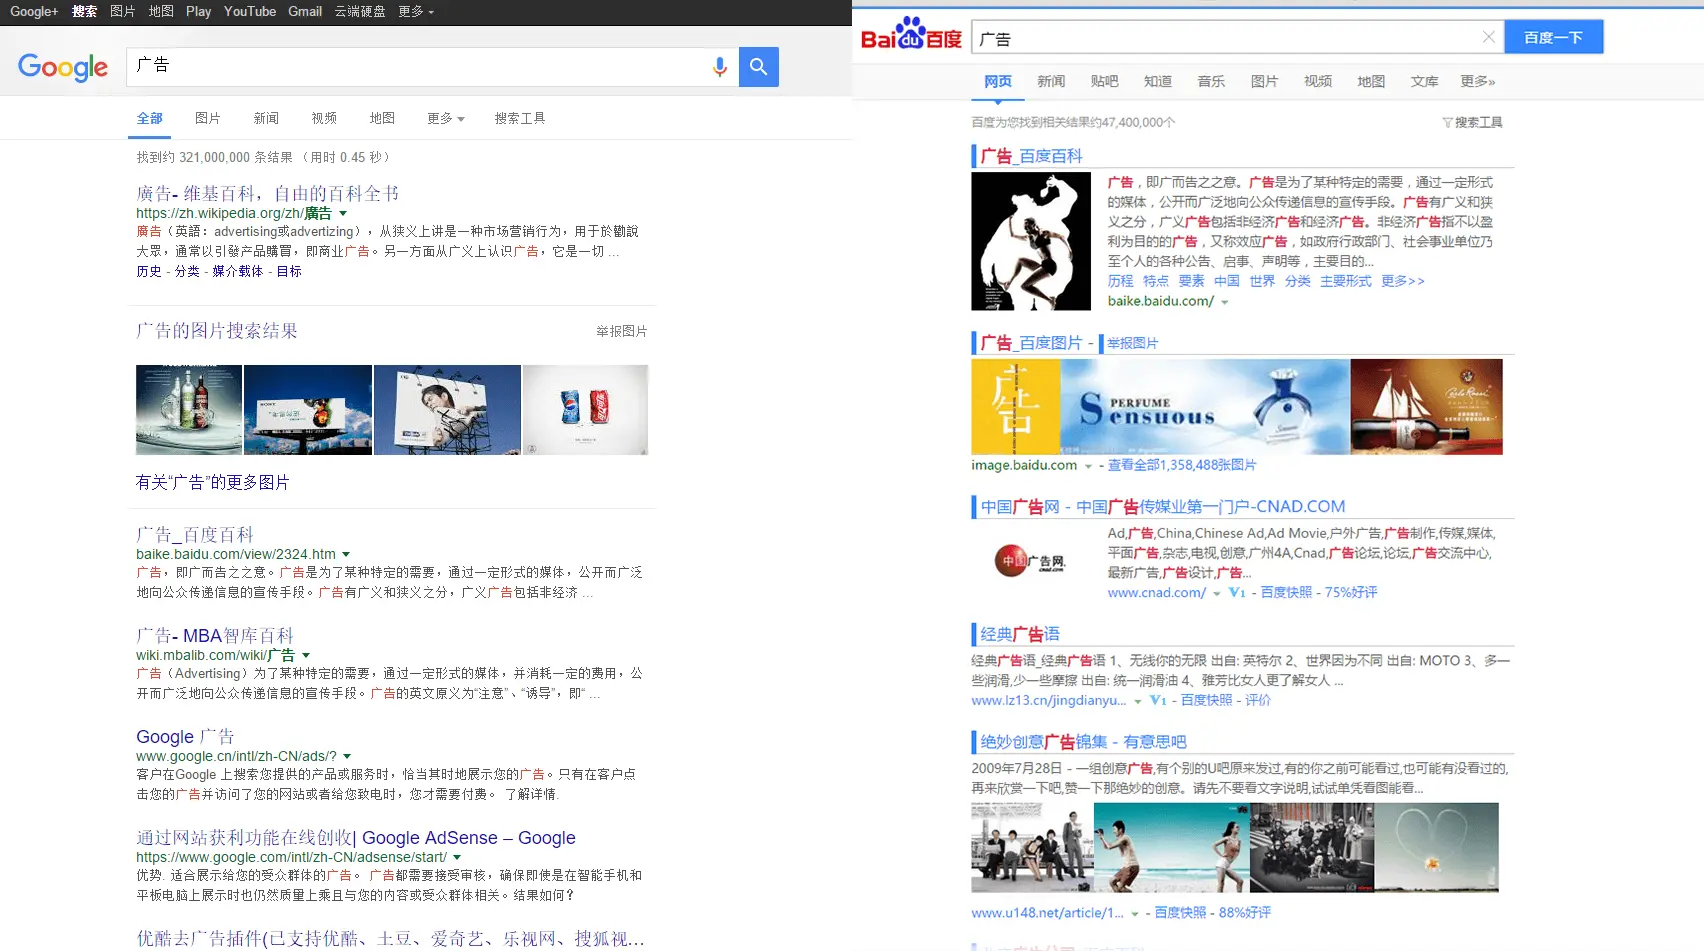 Google+ 搜索 图片 地图 Play YouTube Gmail 云端硬盘 更多
Google
广告
全部 图片 新闻 视频 地图 更多 搜索工具
找到约 321,000,000 条结果 （用时 0.45 秒）
廣告- 维基百科，自由的百科全书
https://zh.wikipedia.org/zh/廣告
廣告（英語：advertising或advertizing），从狭义上讲是一种市场营销行为，用于於勸說
大眾，通常以引發产品購買，即商业广告。另一方面从广义上认识广告，它是一切 ...
历史 - 分类 - 媒介载体 - 目标
广告的图片搜索结果
举报图片
SONY
有关“广告”的更多图片
广告_百度百科
baike.baidu.com/view/2324.htm
广告，即广而告之之意。广告是为了某种特定的需要，通过一定形式的媒体，公开而广泛
地向公众传递信息的宣传手段。广告有广义和狭义之分，广义广告包括非经济 ...
广告- MBA智库百科
wiki.mbalib.com/wiki/广告
广告（Advertising）为了某种特定的需要，通过一定形式的媒体，并消耗一定的费用，公
开而广泛地向公众传递信息的宣传手段。广告的英文原义为“注意”、“诱导”，即“ ...
Google 广告
www.google.cn/intl/zh-CN/ads/?
客户在Google 上搜索您提供的产品或服务时，恰当其时地展示您的广告。只有在客户点
击您的广告并访问了您的网站或者给您致电时，您才需要付费。 了解详情.
通过网站获利功能在线创收| Google AdSense – Google
https://www.google.com/intl/zh-CN/adsense/start/
优势. 适合展示给您的受众群体的广告。 广告都需要接受审核，确保即使是在智能手机和
平板电脑上展示时也仍然质量上乘且与您的内容或受众群体相关。结果如何？
优酷去广告插件(已支持优酷、土豆、爱奇艺、乐视网、搜狐视...
Baidu百度
广告
百度一下
网页 新闻 贴吧 知道 音乐 图片 视频 地图 文库 更多»
百度为您找到相关结果约47,400,000个
搜索工具
广告_百度百科
广告，即广而告之之意。广告是为了某种特定的需要，通过一定形式
的媒体，公开而广泛地向公众传递信息的宣传手段。广告有广义和狭
义之分，广义广告包括非经济广告和经济广告。非经济广告指不以盈
利为目的的广告，又称效应广告，如政府行政部门、社会事业单位乃
至个人的各种公告、启事、声明等，主要目的...
历程 特点 要素 中国 世界 分类 主要形式 更多>>
baike.baidu.com/
广告_百度图片 - 举报图片
广告
PERFUME
Sensuous
image.baidu.com - 查看全部1,358,488张图片
中国广告网 - 中国广告传媒业第一门户-CNAD.COM
中国广告网.
cnad.com
Ad,广告,China,Chinese Ad,Ad Movie,户外广告,广告制作,传媒,媒体,
平面广告,杂志,电视,创意,广州4A,Cnad,广告论坛,论坛,广告交流中心,
最新广告,广告设计,广告...
www.cnad.com/ V1 - 百度快照 - 75%好评
经典广告语
经典广告语_经典广告语 1、无线你的无限 出自: 英特尔 2、世界因为不同 出自: MOTO 3、多一
些润滑,少一些摩擦 出自: 统一润滑油 4、雅芳比女人更了解女人 ...
www.lz13.cn/jingdianyu... V1 - 百度快照 - 评价
绝妙创意广告锦集 - 有意思吧
2009年7月28日 - 一组创意广告,有个别的U吧原来发过,有的你之前可能看过,也可能有没看过的,
再来欣赏一下吧,赞一下那绝妙的创意。请先不要看文字说明,试试单凭看图能看...
www.u148.net/article/1... - 百度快照 - 88%好评